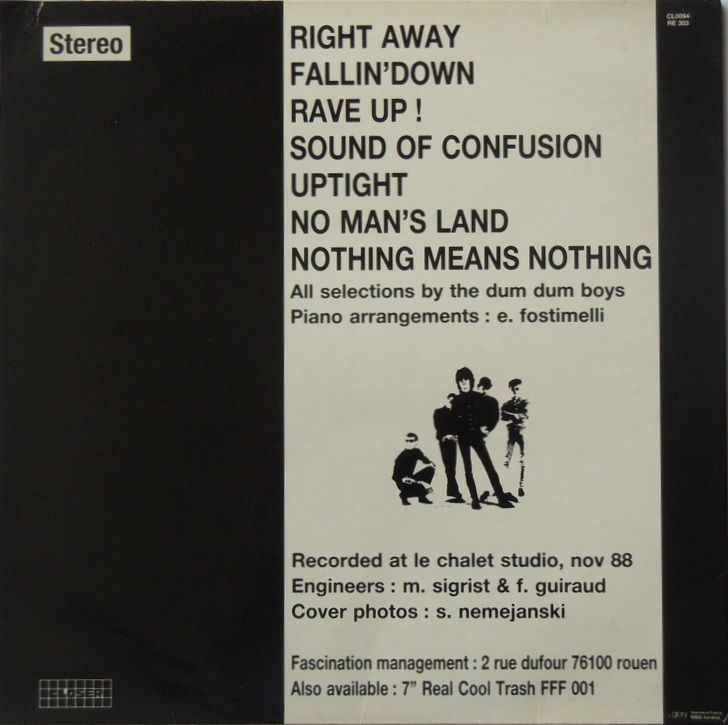 Stereo
CL0094
RE 303
RIGHT AWAY
FALLIN'DOWN
RAVE UP !
SOUND OF CONFUSION
UPTIGHT
NO MAN'S LAND
NOTHING MEANS NOTHING
All selections by the dum dum boys
Piano arrangements : e. fostimelli
Recorded at le chalet studio, nov 88
Engineers : m. sigrist & f. guiraud
Cover photos : s. nemejanski
Fascination management : 2 rue dufour 76100 rouen
Also available : 7" Real Cool Trash FFF 001
CLOSER
glory